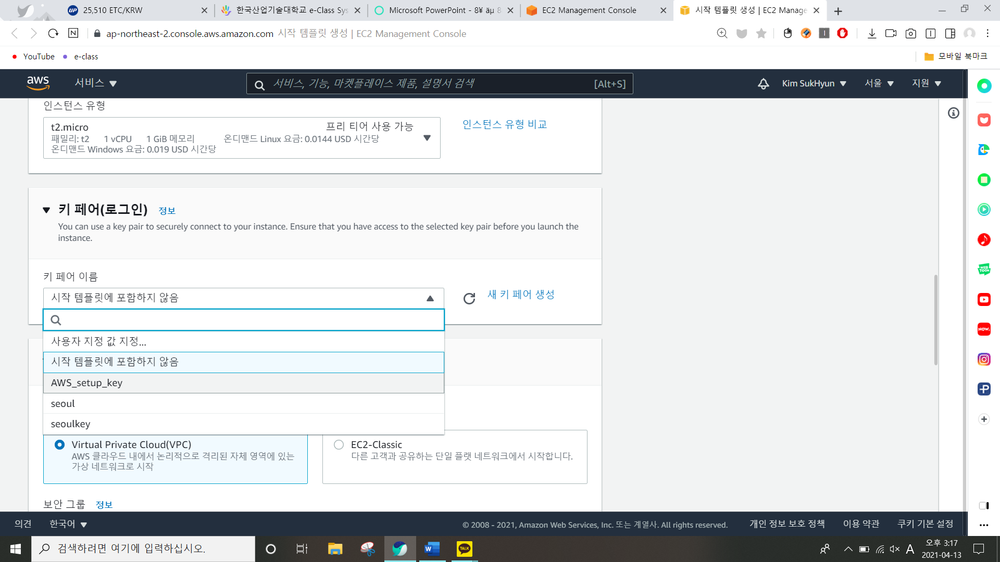 25,510 ETC/KRW
한국산업기술대학교 e-Class Sys
Microsoft PowerPoint - 8¥ äµ 8
EC2 Management Console
시작 템플릿 생성 | EC2 Manage
N
ap-northeast-2.console.aws.amazon.com 시작 템플릿 생성 | EC2 Management Console
YouTube
e-class
모바일 북마크
aws
서비스
서비스, 기능, 마켓플레이스 제품, 설명서 검색
[Alt+S]
Kim SukHyun
서울
지원
인스턴스 유형
t2.micro
프리 티어 사용 가능
패밀리: t2 1 vCPU 1 GiB 메모리 온디맨드 Linux 요금: 0.0144 USD 시간당
온디맨드 Windows 요금: 0.019 USD 시간당
인스턴스 유형 비교
키 페어(로그인) 정보
You can use a key pair to securely connect to your instance. Ensure that you have access to the selected key pair before you launch the
instance.
키 페어 이름
시작 템플릿에 포함하지 않음
새 키 페어 생성
사용자 지정 값 지정...
시작 템플릿에 포함하지 않음
AWS_setup_key
seoul
seoulkey
Virtual Private Cloud(VPC)
AWS 클라우드 내에서 논리적으로 격리된 자체 영역에 있는
가상 네트워크로 시작
EC2-Classic
다른 고객과 공유하는 단일 플랫 네트워크에서 시작합니다.
보안 그룹 정보
WEB
TOON
NOW.
의견
한국어
© 2008 - 2021, Amazon Web Services, Inc. 또는 계열사. All rights reserved.
개인 정보 보호 정책
이용 약관
쿠키 기본 설정
검색하려면 여기에 입력하십시오.
TALK
A
오후 3:17
2021-04-13